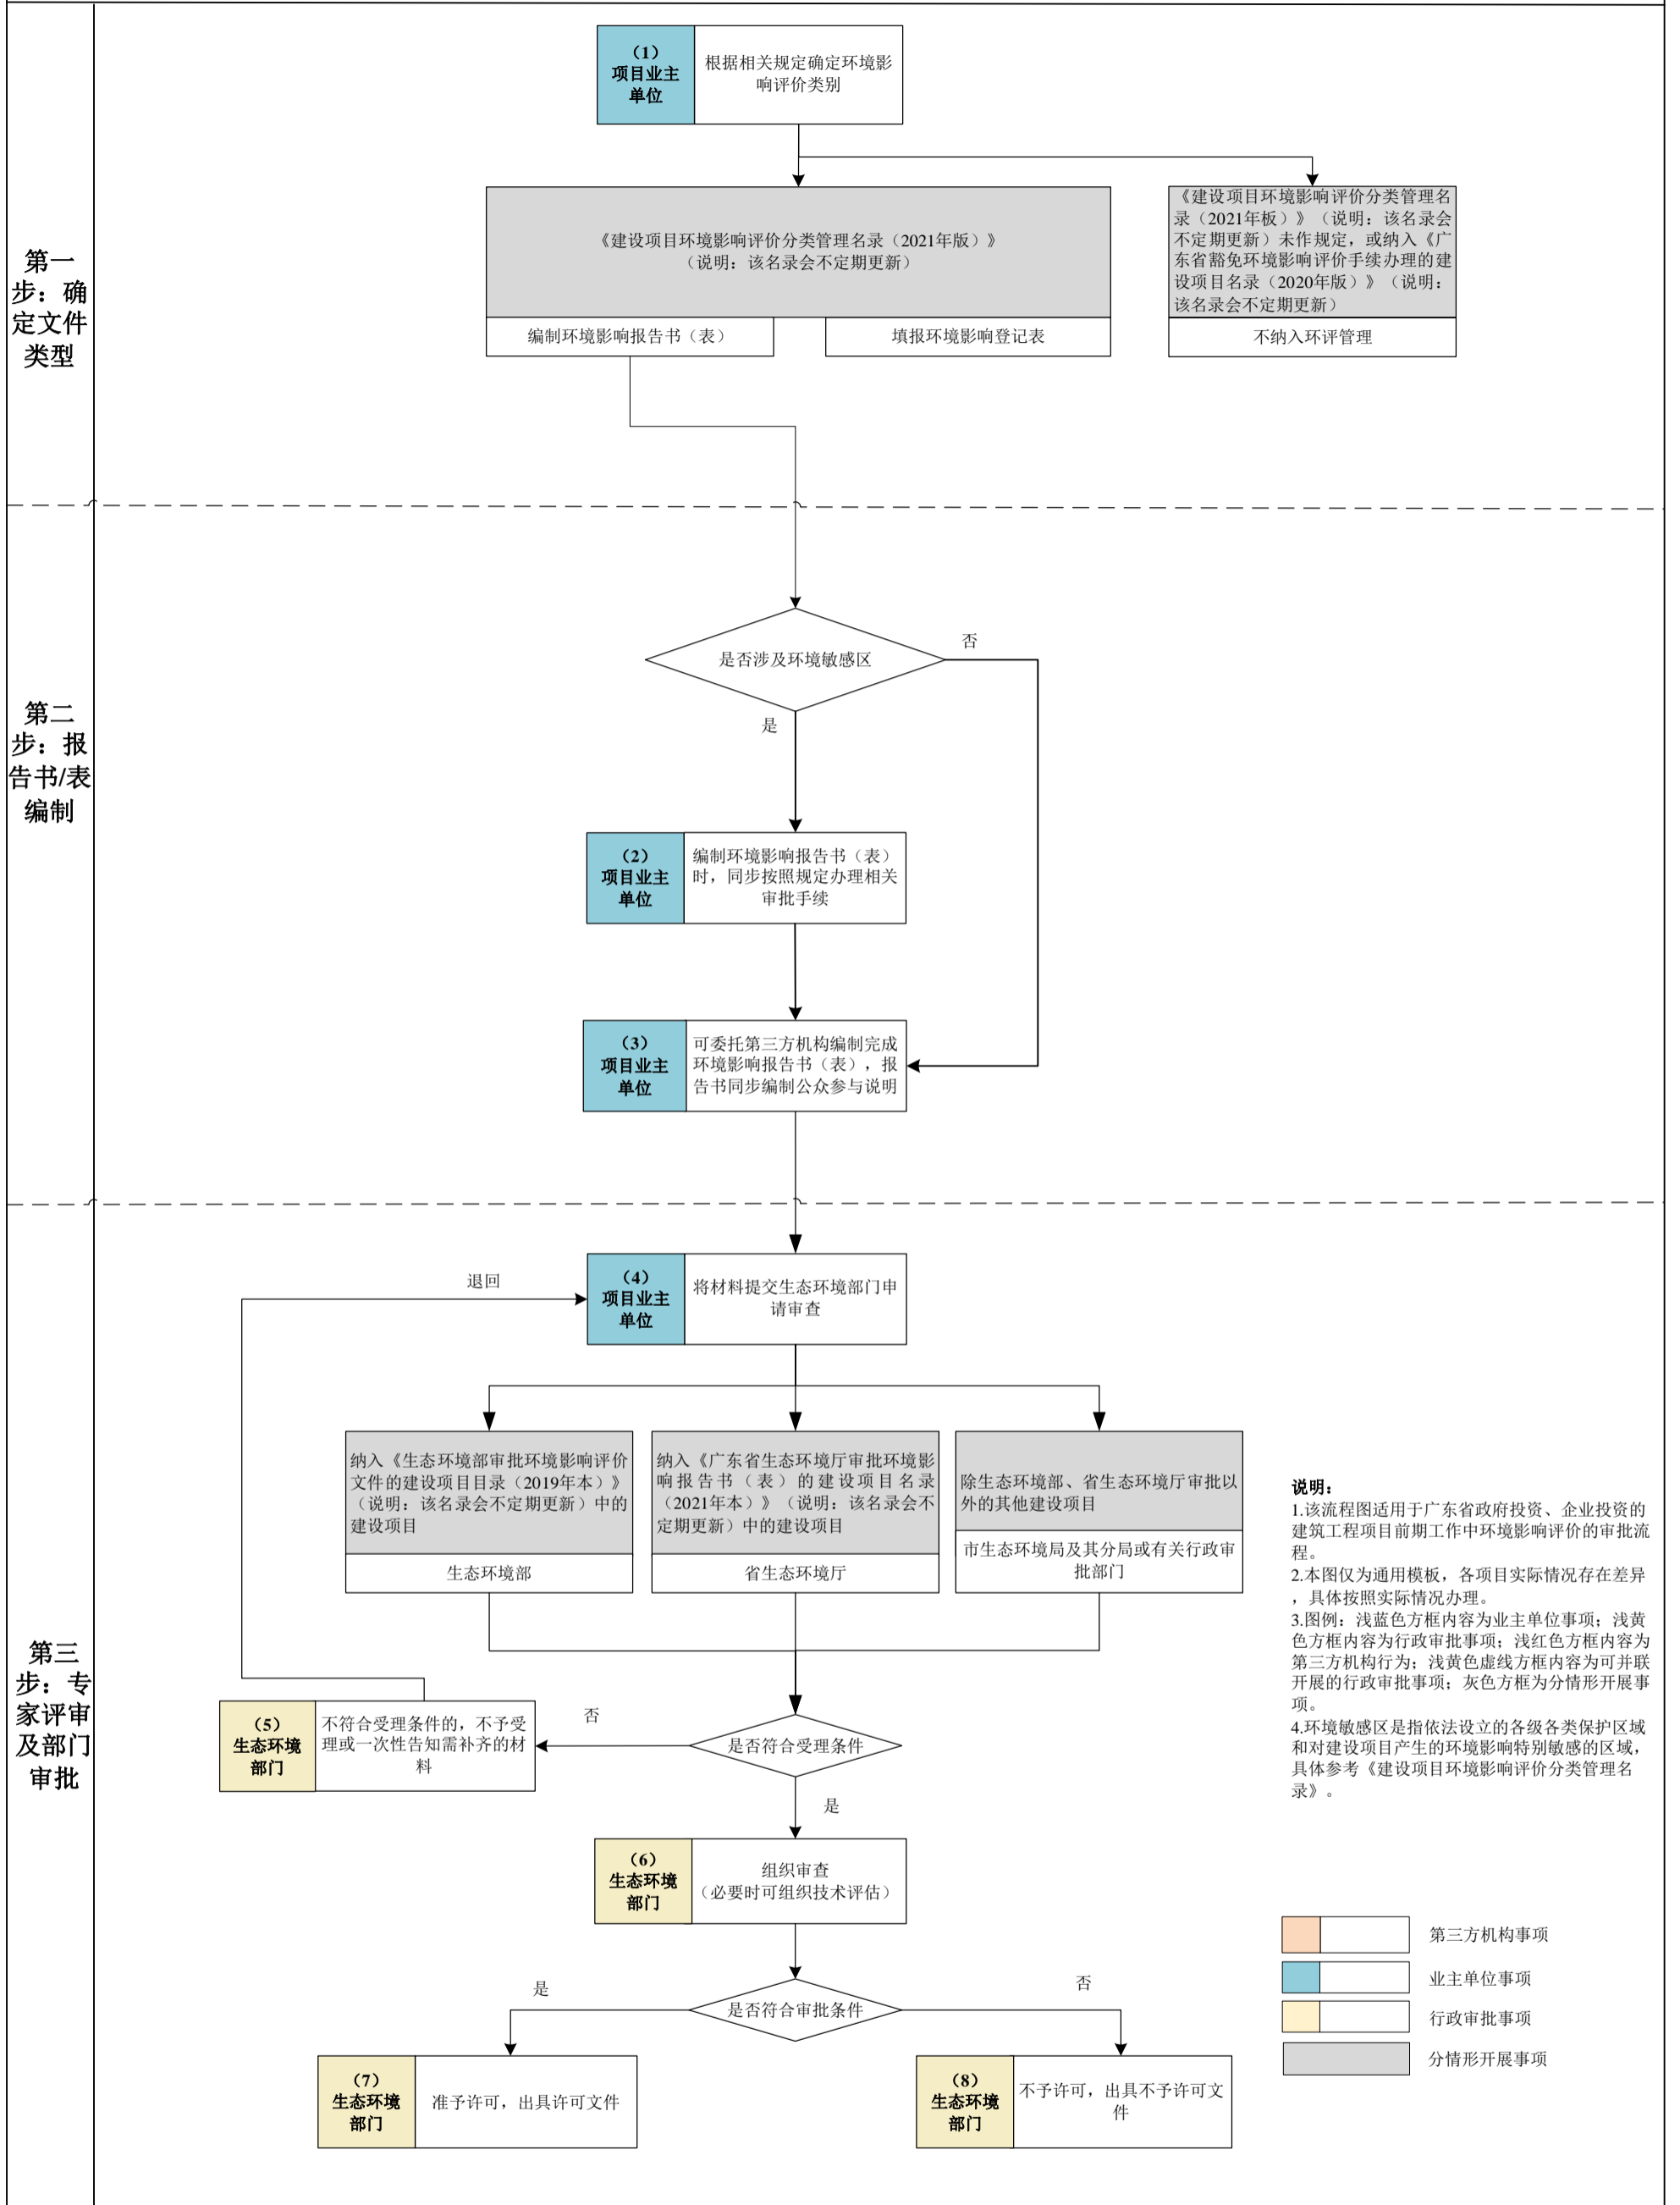 第一
步：确
定文件
类型
（1）
项目业主
单位
根据相关规定确定环境影
响评价类别
《建设项目环境影响评价分类管理名录（2021年版）》
（说明：该名录会不定期更新）
编制环境影响报告书（表）
填报环境影响登记表
《建设项目环境影响评价分类管理名
录（2021年板）》（说明：该名录会
不定期更新）未作规定，或纳入《广
东省豁免环境影响评价手续办理的建
设项目名录（2020年版）》（说明：
该名录会不定期更新）
不纳入环评管理
第二
步：报
告书/表
编制
是否涉及环境敏感区
否
是
（2）
项目业主
单位
编制环境影响报告书（表）
时，同步按照规定办理相关
审批手续
（3）
项目业主
单位
可委托第三方机构编制完成
环境影响报告书（表），报
告书同步编制公众参与说明
第三
步：专
家评审
及部门
审批
退回
（4）
项目业主
单位
将材料提交生态环境部门申
请审查
纳入《生态环境部审批环境影响评价
文件的建设项目目录（2019年本）》
（说明：该名录会不定期更新）中的
建设项目
生态环境部
纳入《广东省生态环境厅审批环境影
响报告书（表）的建设项目名录
（2021年本）》（说明：该名录会不
定期更新）中的建设项目
省生态环境厅
除生态环境部、省生态环境厅审批以
外的其他建设项目
市生态环境局及其分局或有关行政审
批部门
是否符合受理条件
否
是
（5）
生态环境
部门
不符合受理条件的，不予受
理或一次性告知需补齐的材
料
（6）
生态环境
部门
组织审查
（必要时可组织技术评估）
是否符合审批条件
是
否
（7）
生态环境
部门
准予许可，出具许可文件
（8）
生态环境
部门
不予许可，出具不予许可文
件
说明：
1.该流程图适用于广东省政府投资、企业投资的
建筑工程项目前期工作中环境影响评价的审批流
程。
2.本图仅为通用模板，各项目实际情况存在差异
，具体按照实际情况办理。
3.图例：浅蓝色方框内容为业主单位事项；浅黄
色方框内容为行政审批事项；浅红色方框内容为
第三方机构行为；浅黄色虚线方框内容为可并联
开展的行政审批事项；灰色方框为分情形开展事
项。
4.环境敏感区是指依法设立的各级各类保护区域
和对建设项目产生的环境影响特别敏感的区域，
具体参考《建设项目环境影响评价分类管理名
录》。
第三方机构事项
业主单位事项
行政审批事项
分情形开展事项